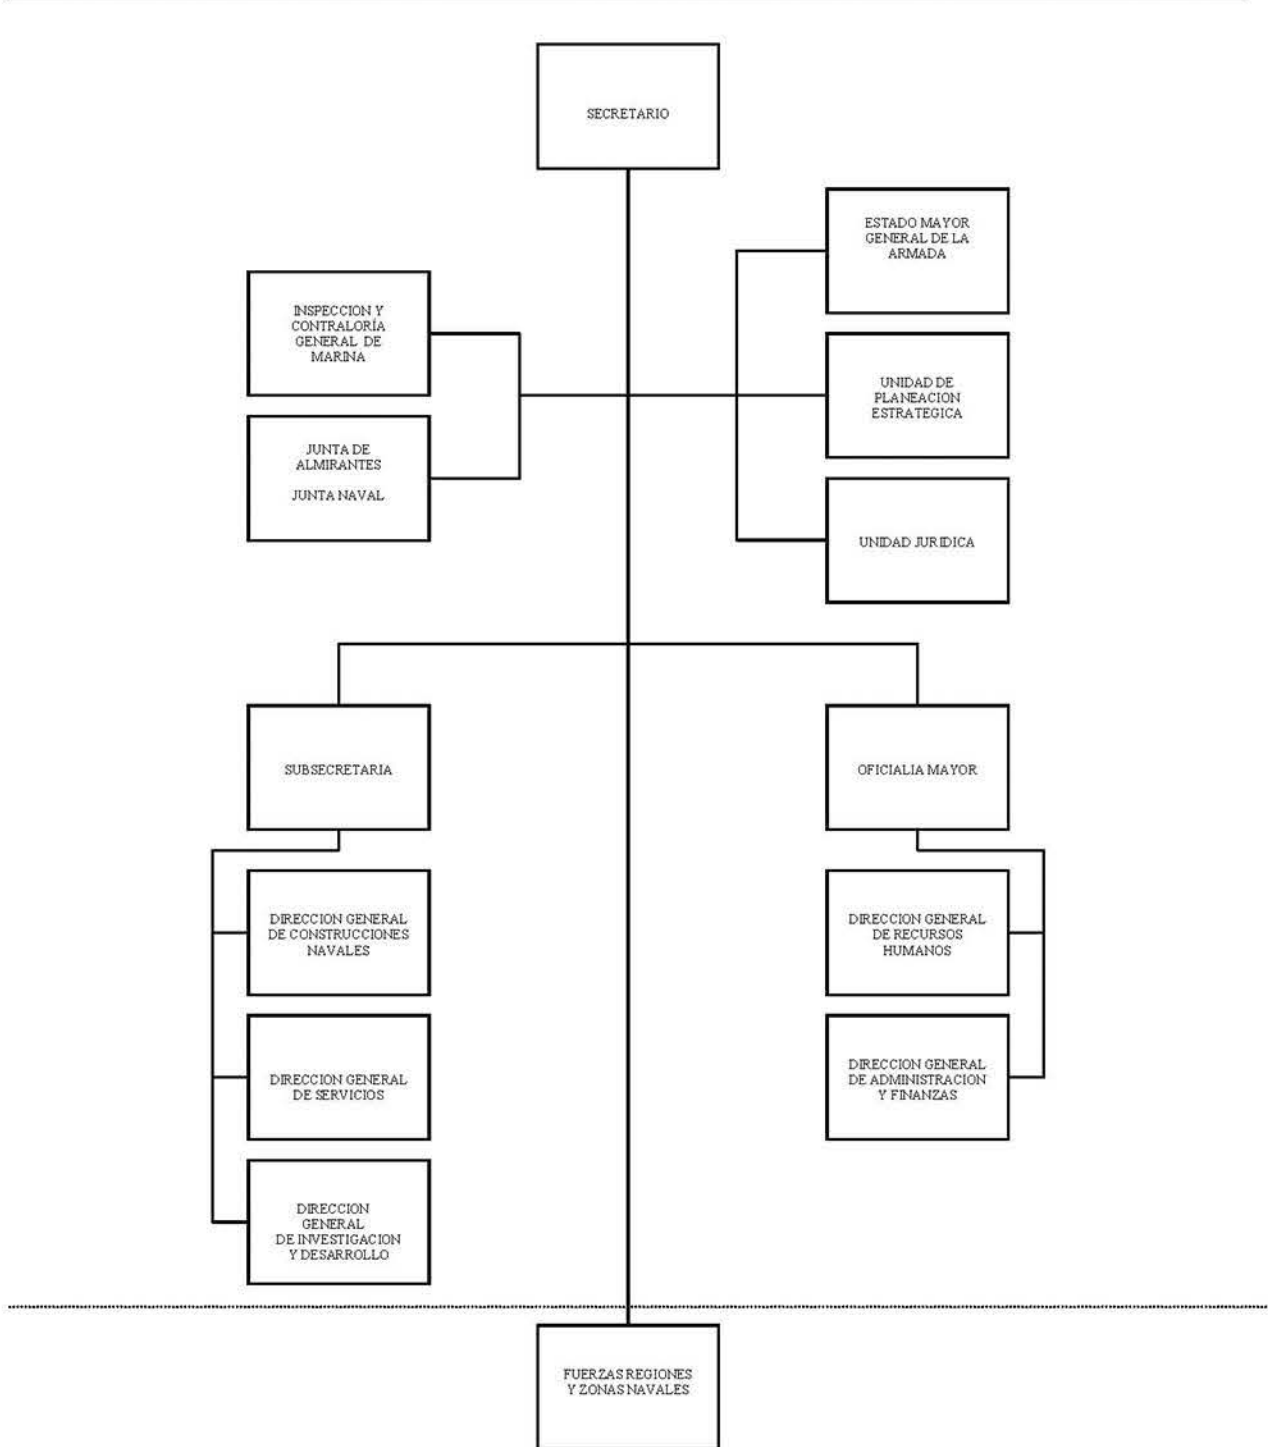 SECRETARIO
ESTADO MAYOR
GENERAL DE LA
ARMADA
INSPECCION Y
CONTRALORÍA
GENERAL DE
MARINA
UNIDAD DE
PLANEACION
ESTRATEGICA
JUNTA DE
ALMIRANTES
JUNTA NAVAL
UNIDAD JURIDICA
SUBSECRETARIA
OFICIALIA MAYOR
DIRECCION GENERAL
DE CONSTRUCCIONES
NAVALES
DIRECCION GENERAL
DE RECURSOS
HUMANOS
DIRECCION GENERAL
DE SERVICIOS
DIRECCION GENERAL
DE ADMINISTRACION
Y FINANZAS
DIRECCION
GENERAL
DE INVESTIGACION
Y DESARROLLO
FUERZAS REGIONES
Y ZONAS NAVALES